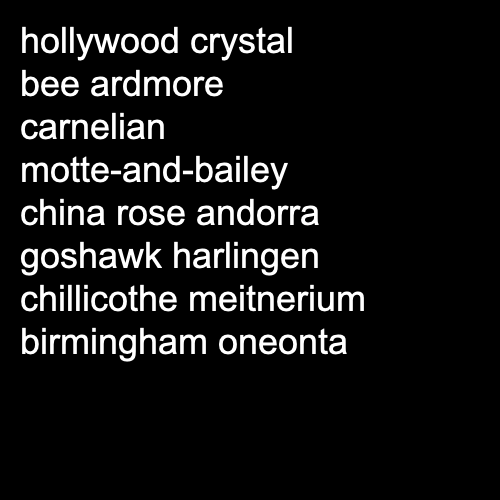 hollywood crystal
bee ardmore
carnelian
motte-and-bailey
china rose andorra
goshawk harlingen
chillicothe meitnerium
birmingham oneonta